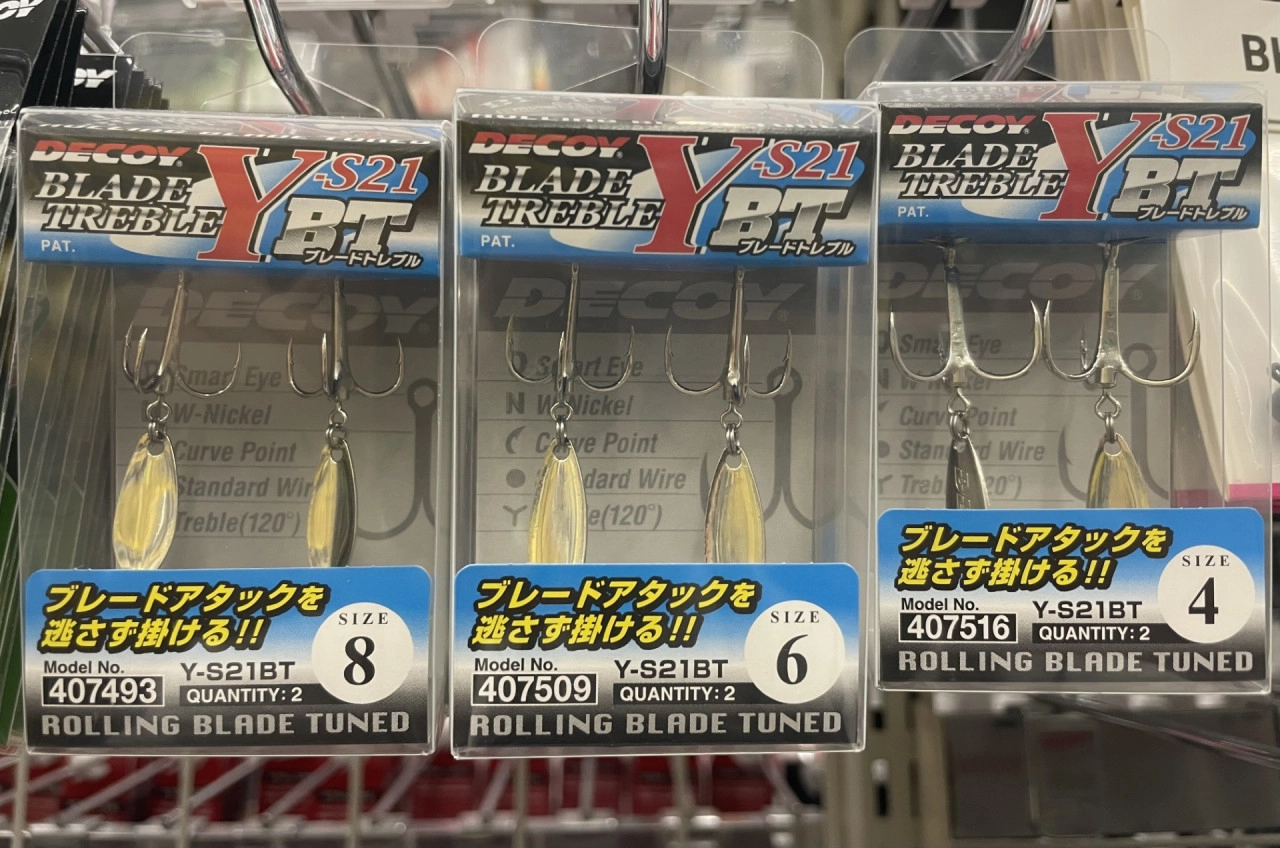 DECOY
BLADE
TREBLE
Y-S21
BT
ブレードトレブル
PAT.
DECOY
Smart Eye
W-Nickel
Curve Point
Standard Wir
Treble(120°)
ブレードアタックを
逃さず掛ける!!
SIZE
8
Model No.
407493
Y-S21BT
QUANTITY: 2
ROLLING BLADE TUNED
DECOY
BLADE
TREBLE
Y-S21
BT
ブレードトレブル
PAT.
DECOY
Smart Eye
N W-Nickel
Curve Point
dard Wire
Y e(120°)
ブレードアタックを
逃さず掛ける!!
SIZE
6
Model No.
407509
Y-S21BT
QUANTITY: 2
ROLLING BLADE TUNED
DECOY
BLADE
TREBLE
Y-S21
BT
ブレードトレブル
PAT.
DECOY
Smart Eye
N W-Nickel
Curve Point
Standard Wire
Treb 20°)
ブレードアタックを
逃さず掛ける!!
SIZE
4
Model No.
407516
Y-S21BT
QUANTITY: 2
ROLLING BLADE TUNED